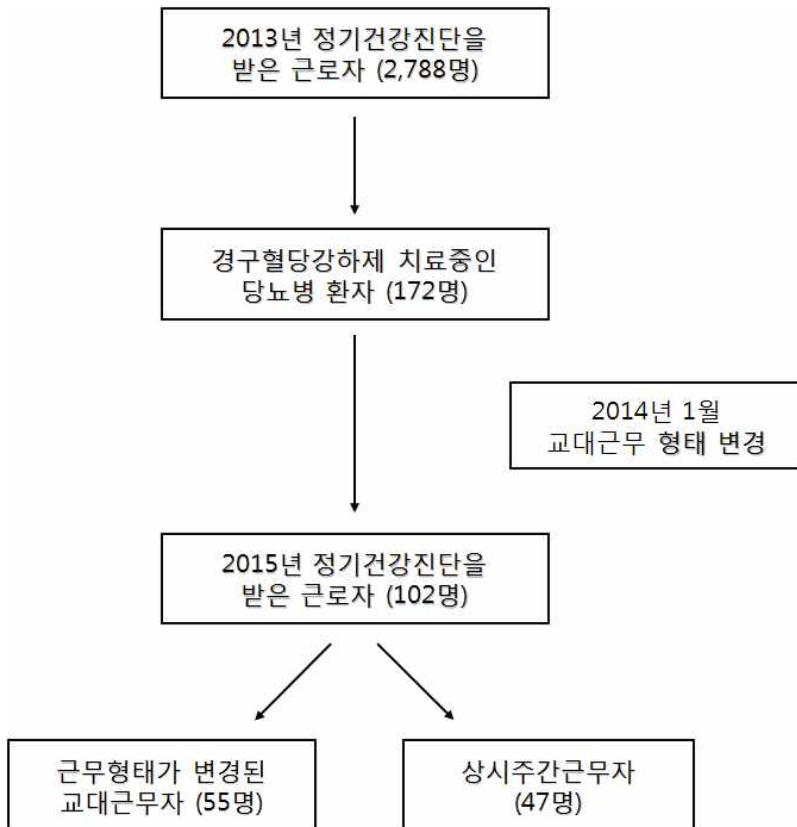 2013년 정기건강진단을
받은 근로자 (2,788명)
경구혈당강하제 치료중인
당뇨병 환자 (172명)
2014년 1월
교대근무 형태 변경
2015년 정기건강진단을
받은 근로자 (102명)
근무형태가 변경된
교대근무자 (55명)
상시주간근무자
(47명)